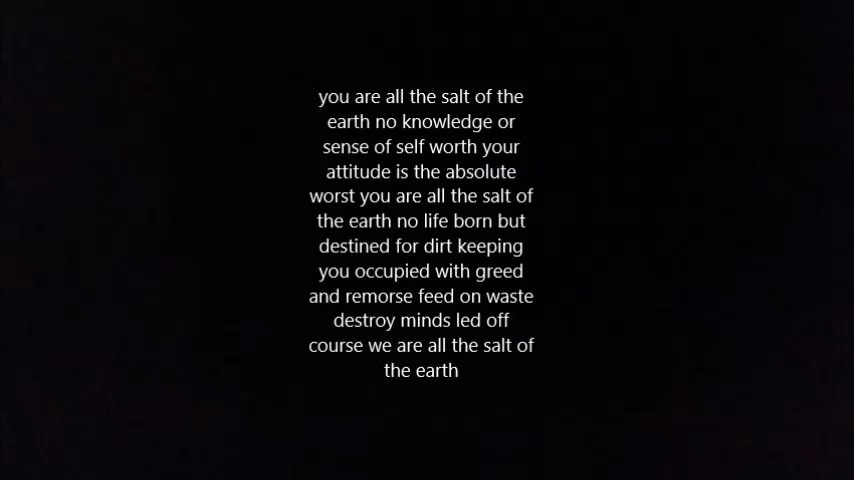 you are all the salt of the
earth no knowledge or
sense of self worth your
attitude is the absolute
worst you are all the salt of
the earth no life born but
destined for dirt keeping
you occupied with greed
and remorse feed on waste
destroy minds led off
course we are all the salt of
the earth